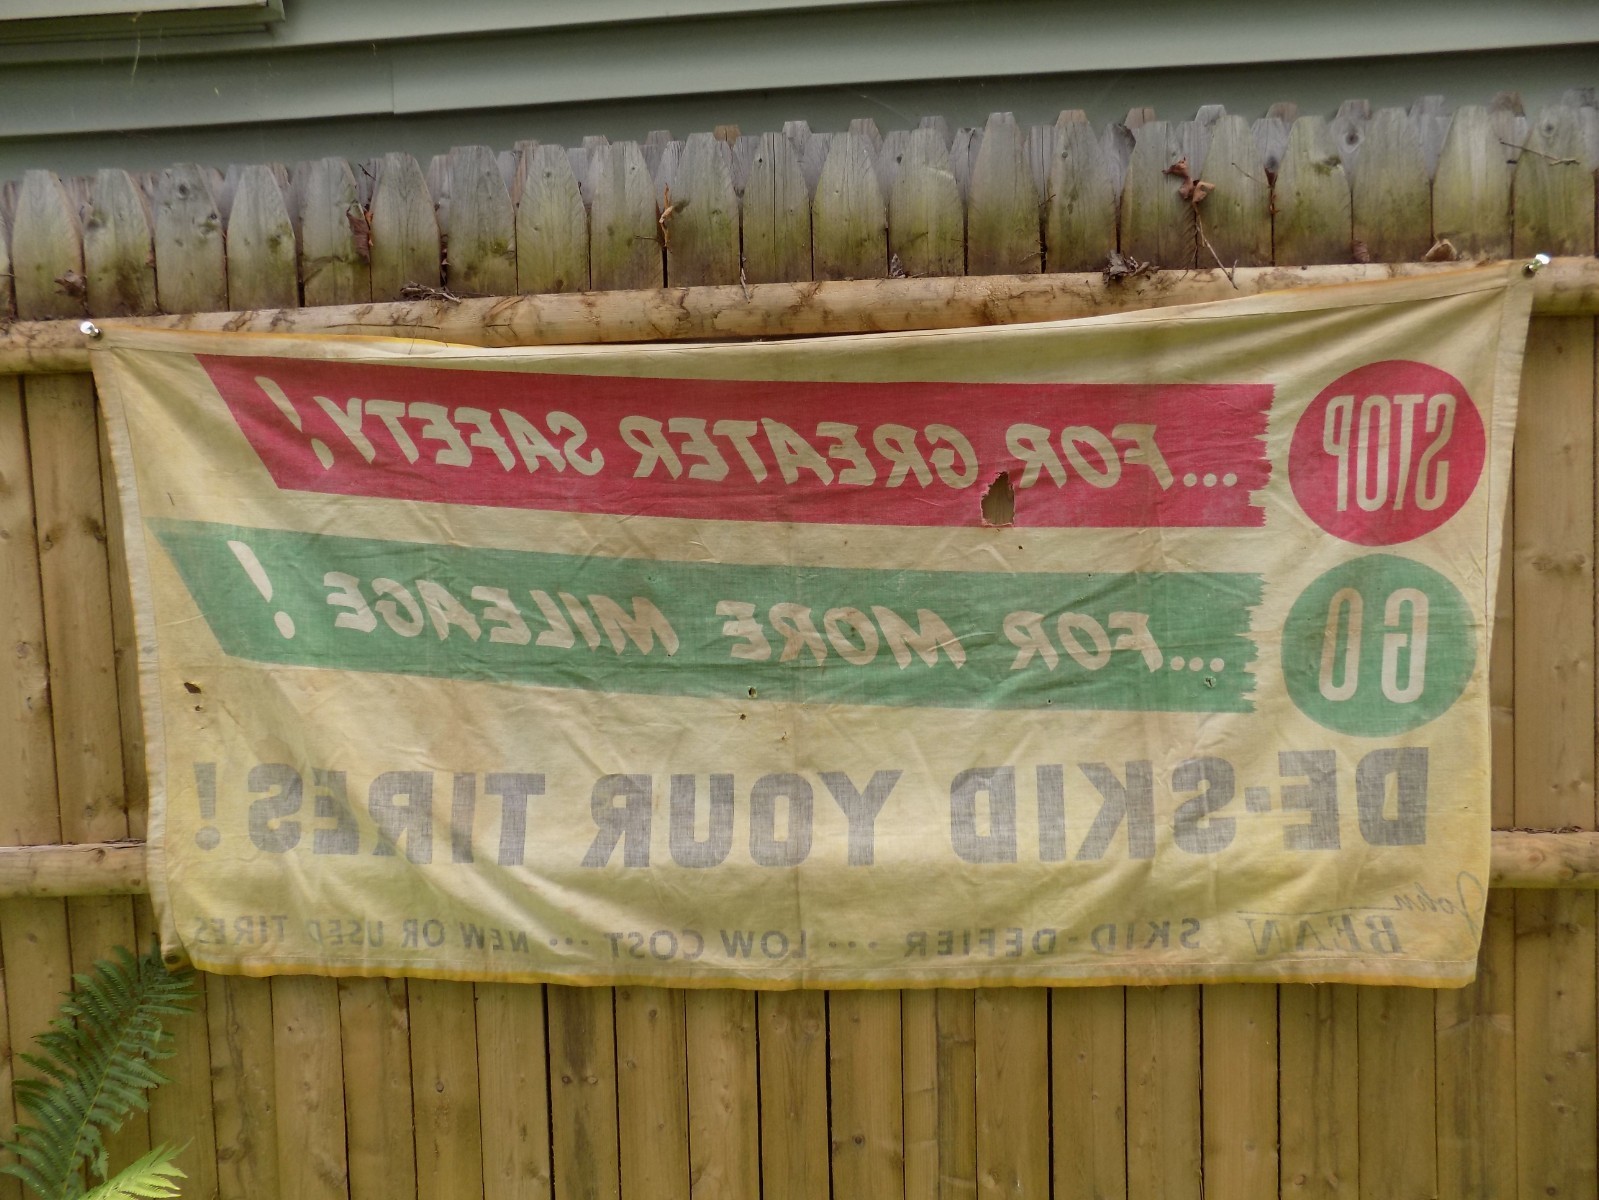 STOP ...FOR GREATER SAFETY!
GO ...FOR MORE MILEAGE!
DE-SKID YOUR TIRES!
John BEAN SKID-DEFIER ... LOW COST ... NEW OR USED TIRES